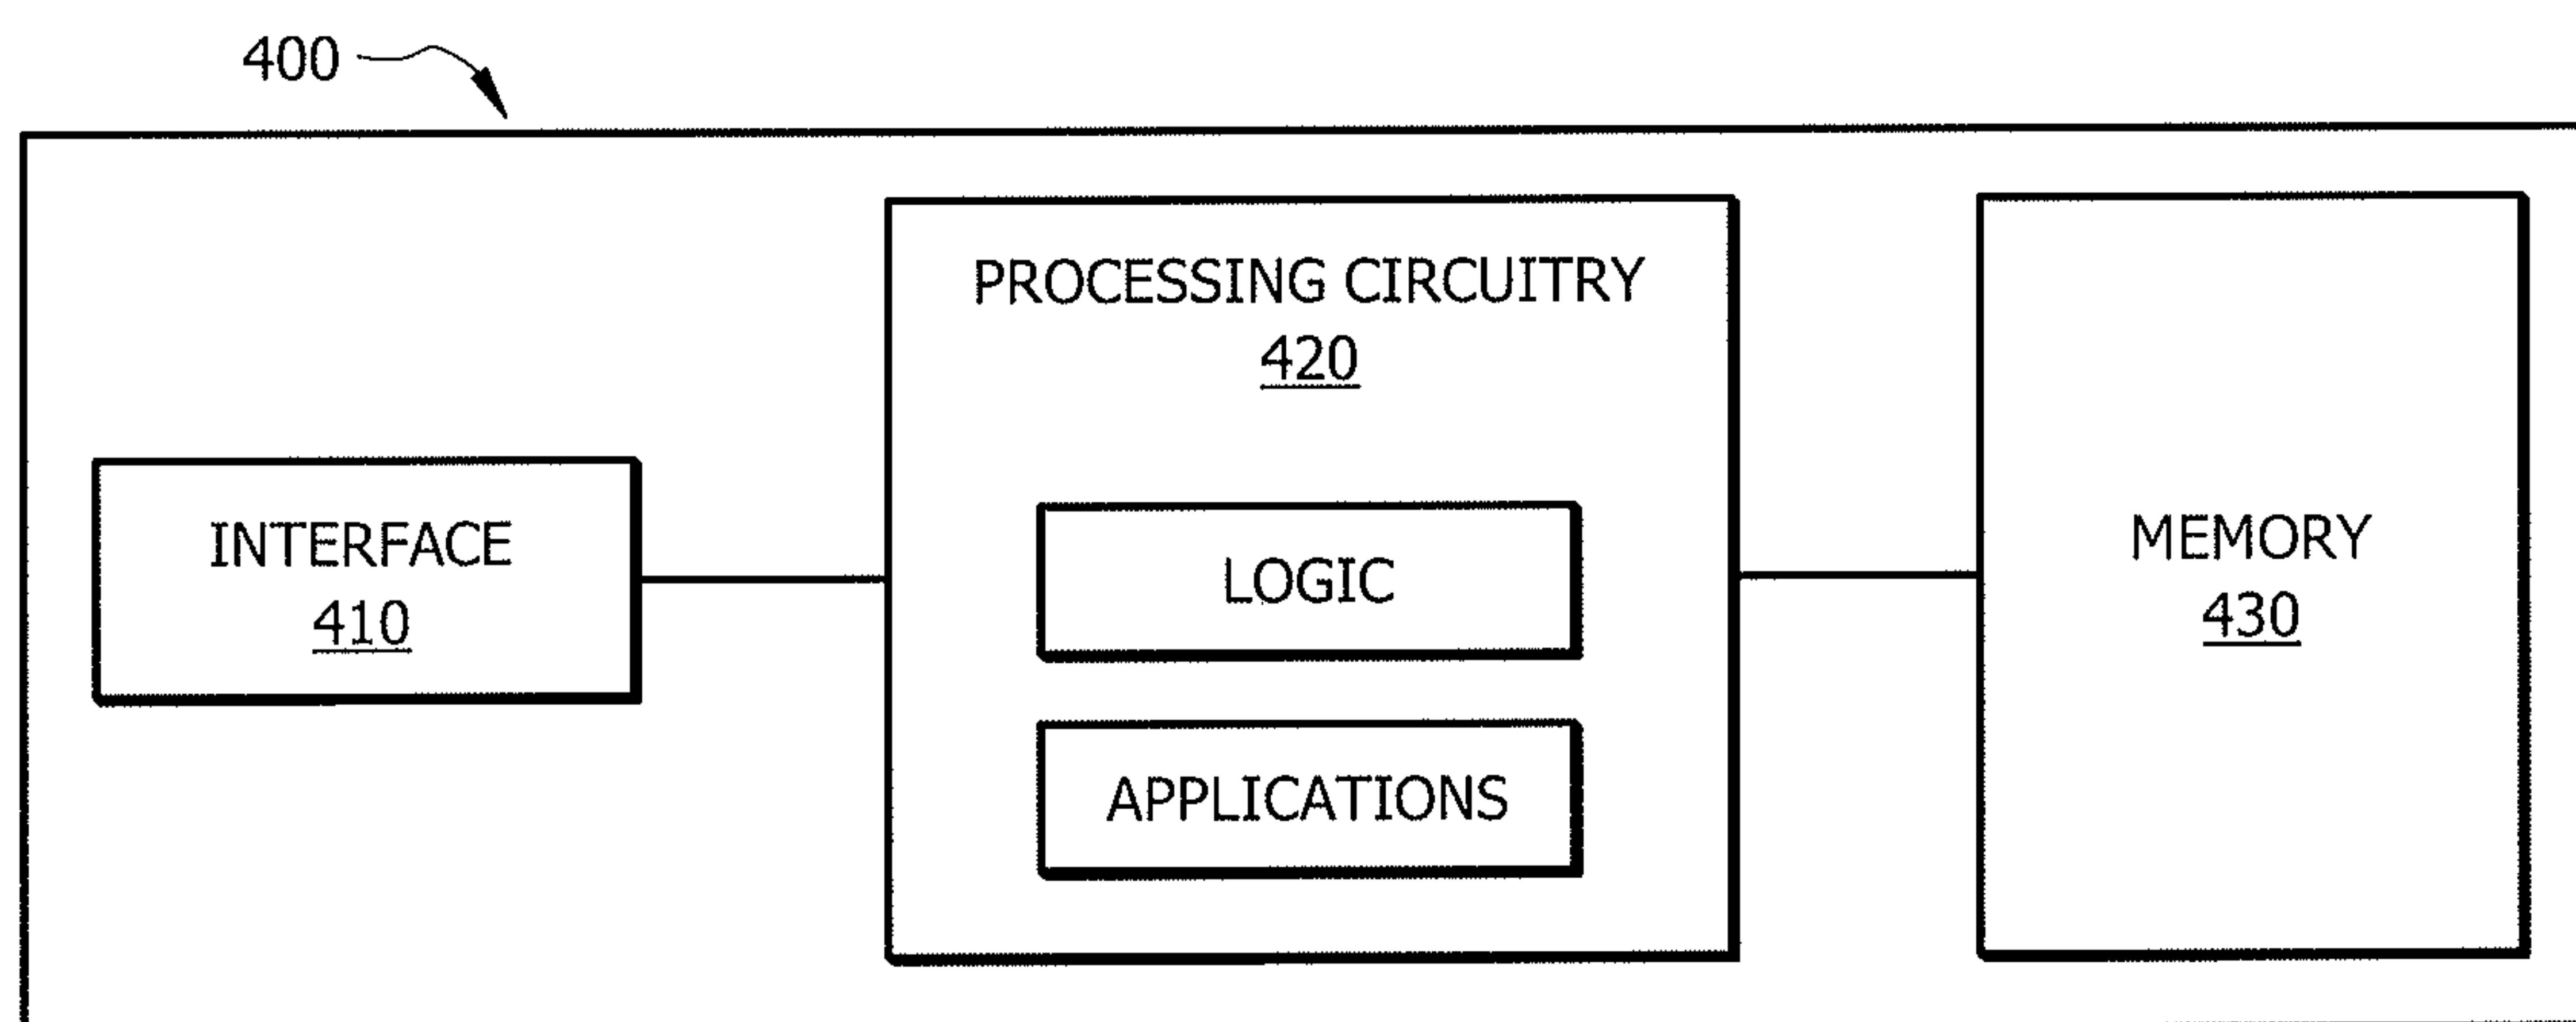 400
PROCESSING CIRCUITRY
420
INTERFACE
410
LOGIC
APPLICATIONS
MEMORY
430